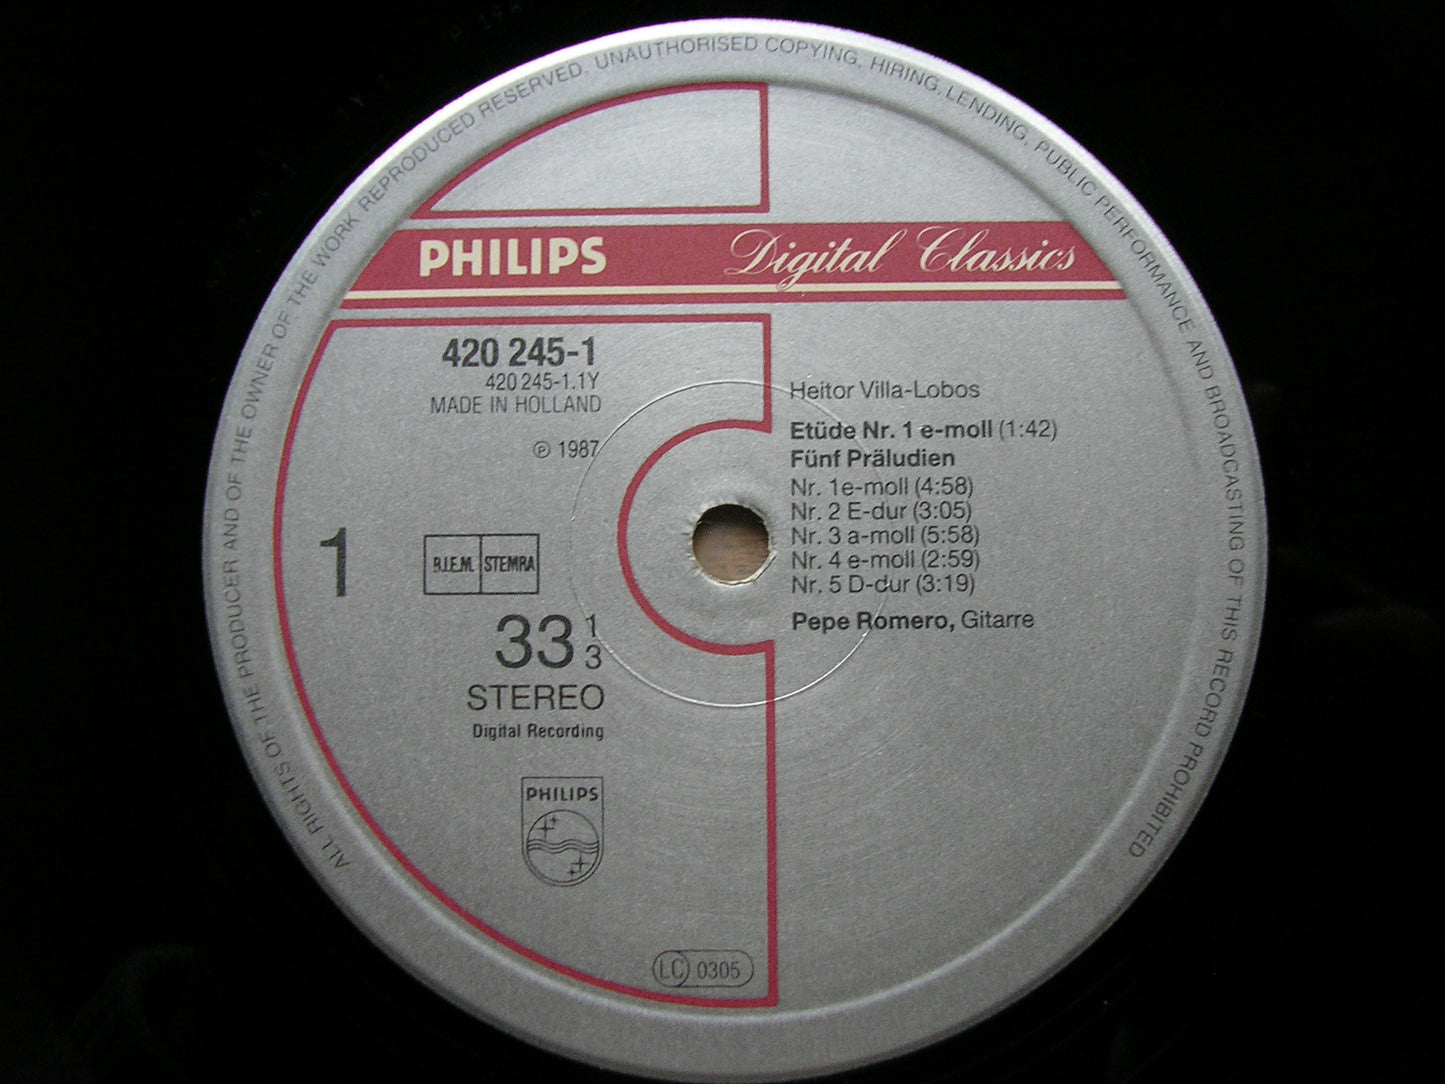 ALL RIGHTS OF THE PRODUCER AND OF THE OWNER OF THE WORK REPRODUCED RESERVED. UNAUTHORISED COPYING, HIRING, LENDING, PUBLIC PERFORMANCE AND BROADCASTING OF THIS RECORD PROHIBITED
PHILIPS Digital Classics
420 245-1
420 245-1.1Y
MADE IN HOLLAND
℗ 1987
1
B.I.E.M. STEMRA
33 1/3
STEREO
Digital Recording
PHILIPS
LC 0305
Heitor Villa-Lobos
Etüde Nr. 1 e-moll (1:42)
Fünf Präludien
Nr. 1 e-moll (4:58)
Nr. 2 E-dur (3:05)
Nr. 3 a-moll (5:58)
Nr. 4 e-moll (2:59)
Nr. 5 D-dur (3:19)
Pepe Romero, Gitarre